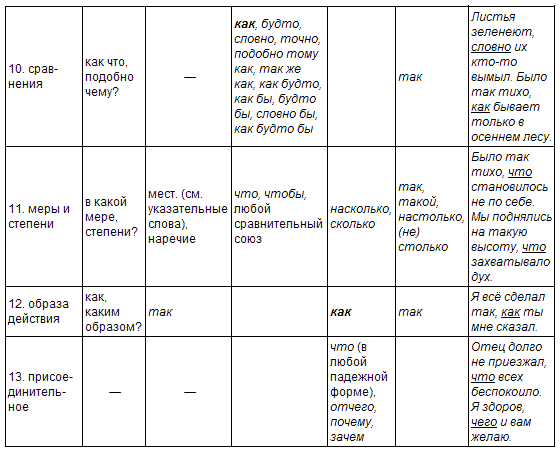 10. срав-
нения
как что,
подобно
чему?
—
как, будто,
словно, точно,
подобно тому
как, так же
как, как будто,
как бы, будто
бы, словно бы,
как будто бы
так
Листья
зеленеют,
словно их
кто-то
вымыл. Было
так тихо,
как бывает
только в
осеннем лесу.
11. меры и
степени
в какой
мере,
степени?
мест. (см.
указательные
слова),
наречие
что, чтобы,
любой
сравнительный
союз
насколько,
сколько
так,
такой,
настолько,
(не)
столько
Было так
тихо, что
становилось
не по себе.
Мы поднялись
на такую
высоту, что
захватывало
дух.
12. образа
действия
как,
каким
образом?
так
как
так
Я всё сделал
так, как ты
мне сказал.
13. присое-
динитель-
ное
—
—
что (в
любой
падежной
форме),
отчего,
почему,
зачем
Отец долго
не приезжал,
что всех
беспокоило.
Я здоров,
чего и вам
желаю.